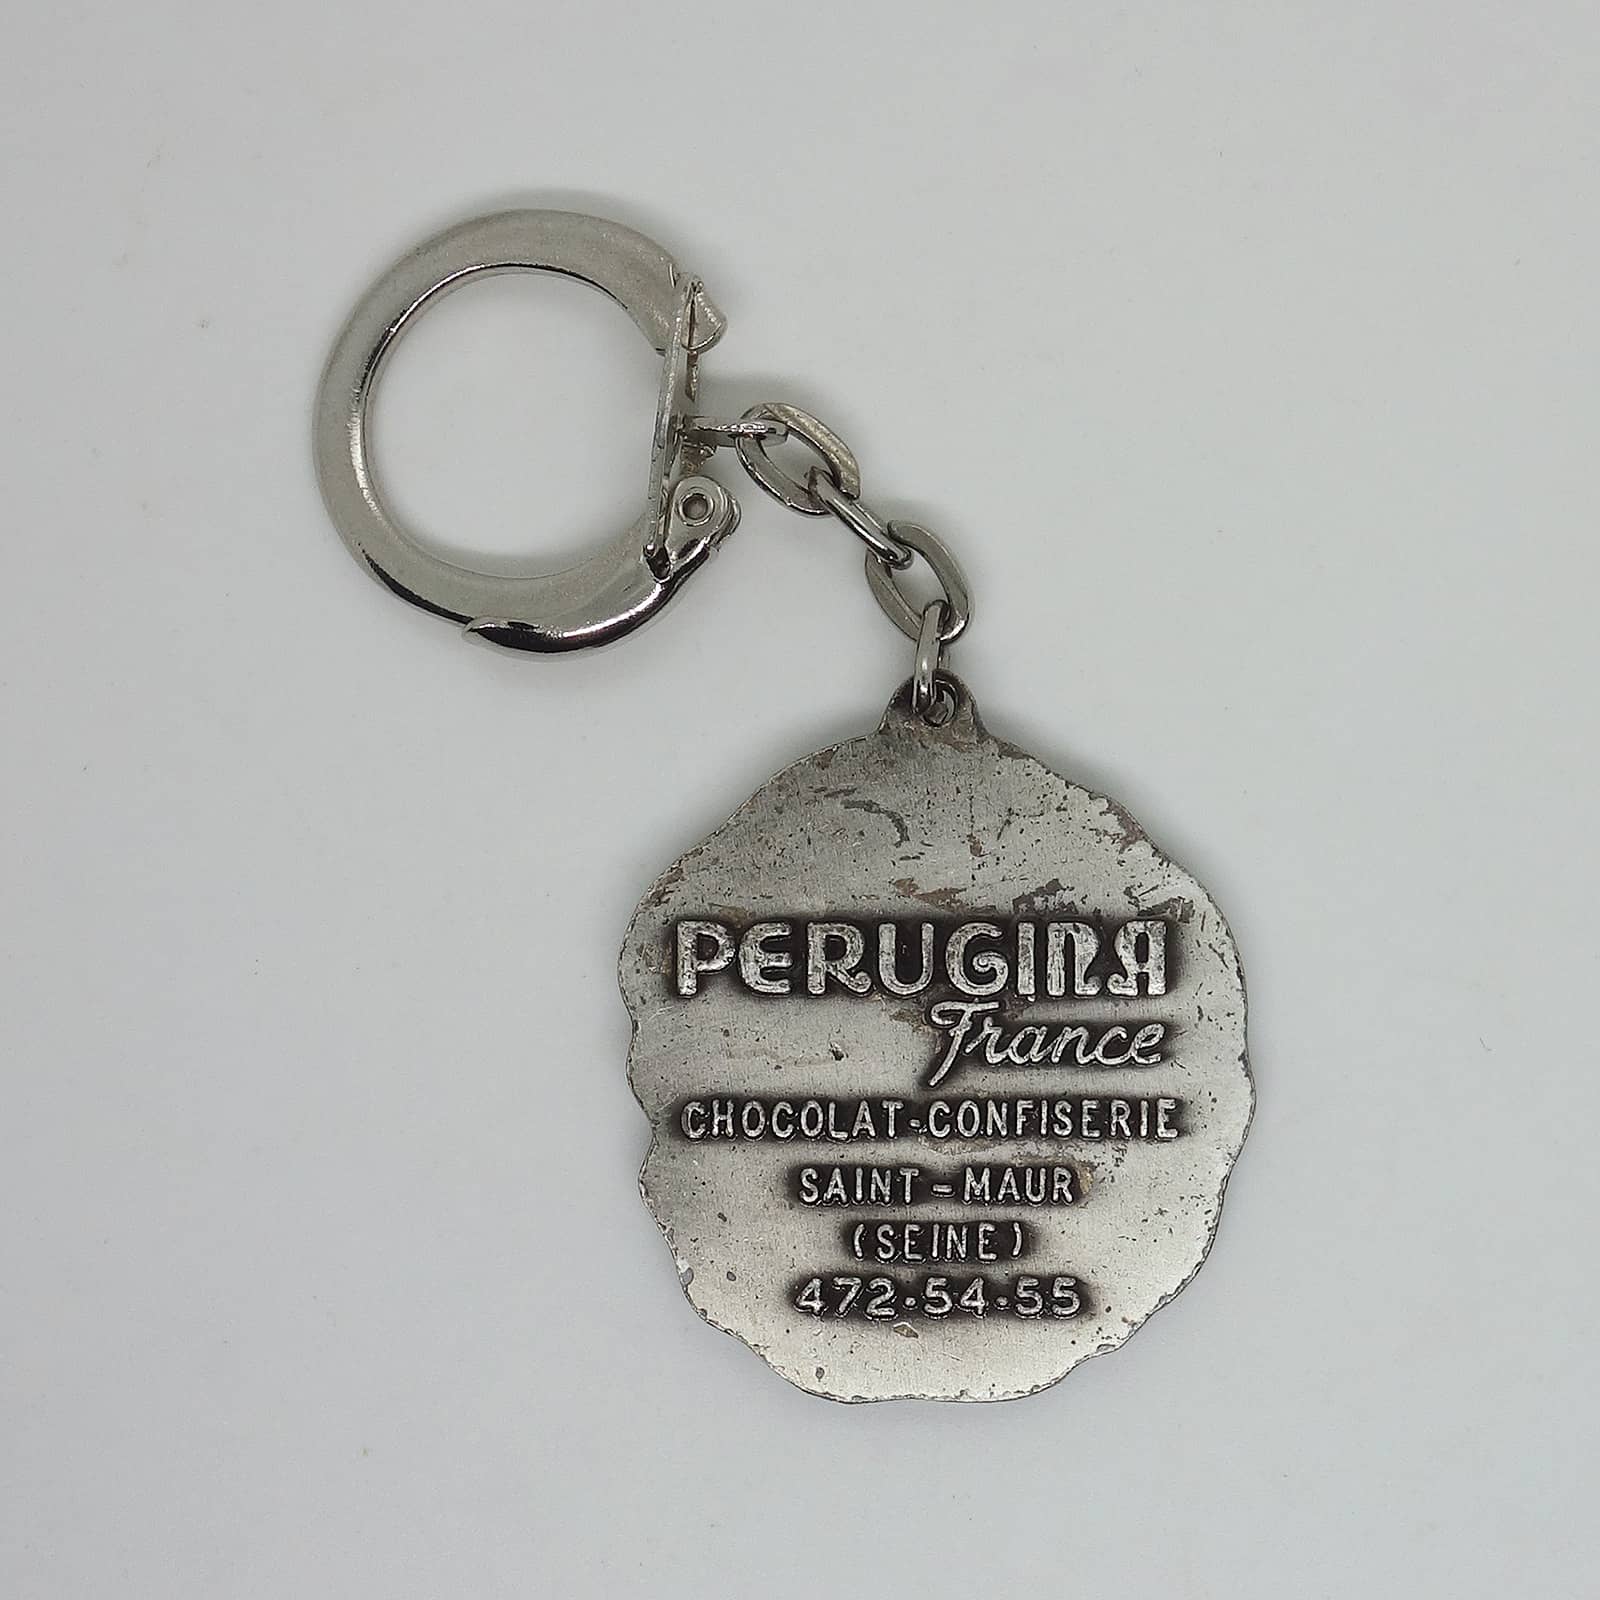 PERUGINA
France
CHOCOLAT-CONFISERIE
SAINT-MAUR
(SEINE)
472.54.55